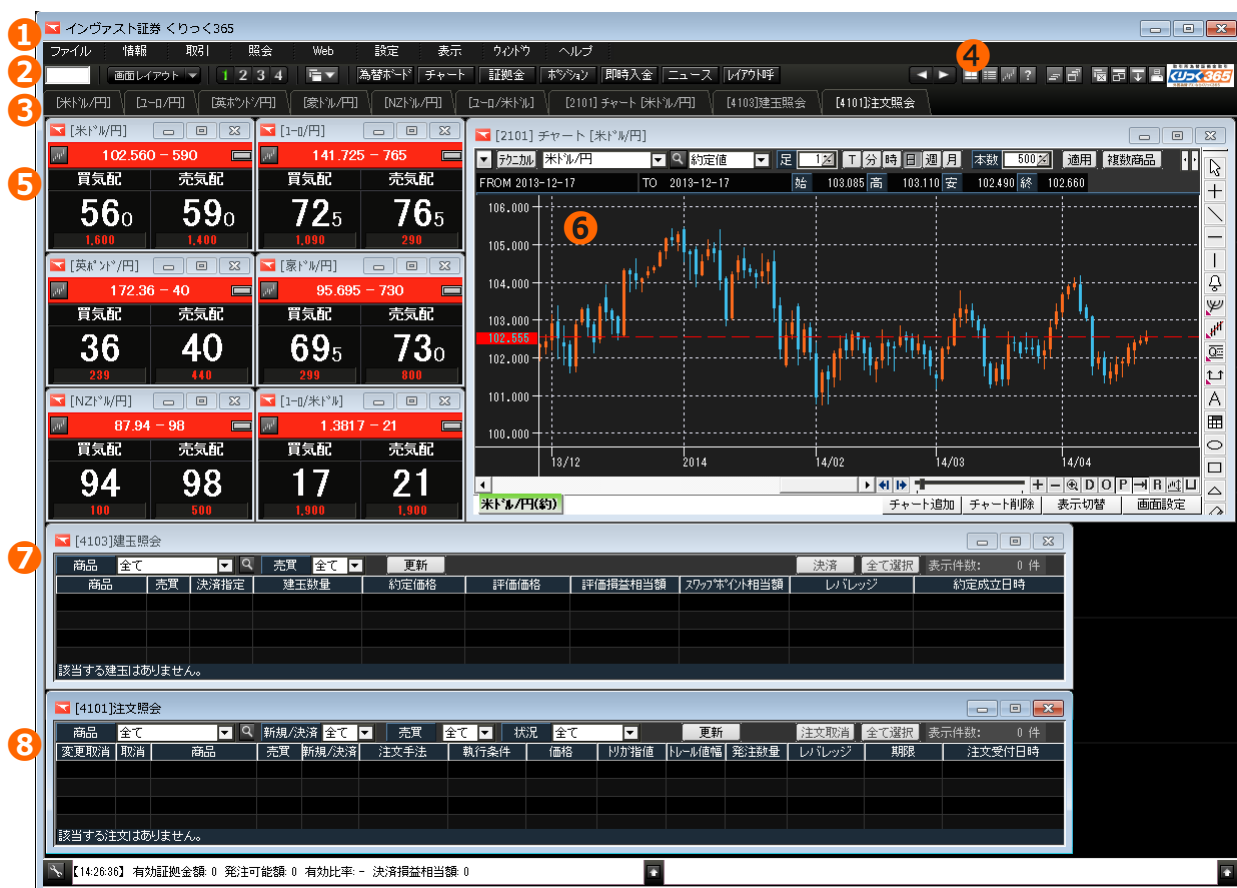 1 インヴァスト証券 くりっく365
ファイル 情報 取引 照会 Web 設定 表示 ウィンドウ ヘルプ
2 画面レイアウト 1 2 3 4 為替ボード チャート 証拠金 ポジション 即時入金 ニュース レイアウト呼 4 ? くりっく365
3 [米ドル/円] [ユーロ/円] [英ポンド/円] [豪ドル/円] [NZドル/円] [ユーロ/米ドル] [2101] チャート [米ドル/円] [4103]建玉照会 [4101]注文照会
5
[米ドル/円]
102.560 - 590
買気配 売気配
560 590
1,600 1,400
[ユーロ/円]
141.725 - 765
買気配 売気配
725 765
1,090 290
[英ポンド/円]
172.36 - 40
買気配 売気配
36 40
239 440
[豪ドル/円]
95.695 - 730
買気配 売気配
695 730
299 800
[NZドル/円]
87.94 - 98
買気配 売気配
94 98
100 500
[ユーロ/米ドル]
1.3817 - 21
買気配 売気配
17 21
1,900 1,900
[2101] チャート [米ドル/円]
テクニカル 米ドル/円 約定値 足 1 T 分 時 日 週 月 本数 500 適用 複数商品
FROM 2013-12-17 TO 2013-12-17 始 103.085 高 103.110 安 102.490 終 102.660
6
106.000
105.000
104.000
103.000
102.555
102.000
101.000
100.000
13/12 2014 14/02 14/03 14/04
D O P R
A
米ドル/円(約) チャート追加 チャート削除 表示切替 画面設定
7 [4103]建玉照会
商品 全て 売買 全て 更新 決済 全て選択 表示件数: 0 件
商品 売買 決済指定 建玉数量 約定価格 評価価格 評価損益相当額 スワップポイント相当額 レバレッジ 約定成立日時
該当する建玉はありません。
8 [4101]注文照会
商品 全て 新規/決済 全て 売買 全て 状況 全て 更新 注文取消 全て選択 表示件数: 0 件
変更取消 取消 商品 売買 新規/決済 注文手法 執行条件 価格 トリガ指値 トレール値幅 発注数量 レバレッジ 期限 注文受付日時
該当する注文はありません。
【14:26:36】 有効証拠金額: 0 発注可能額: 0 有効比率: - 決済損益相当額: 0